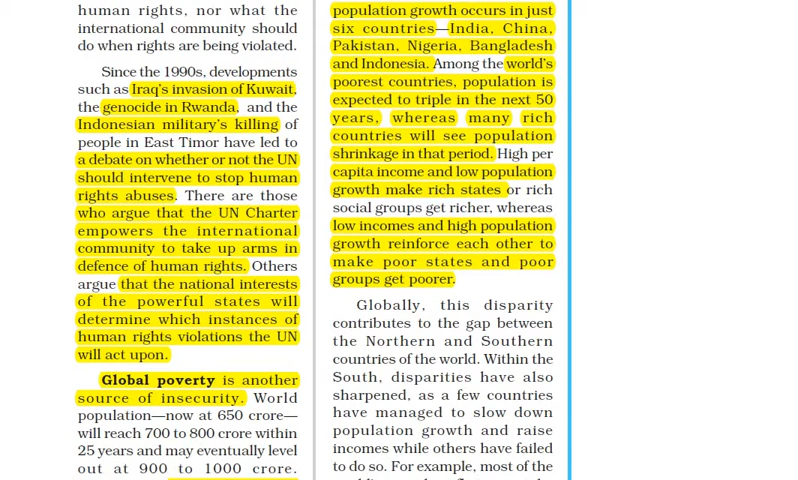 human rights, nor what the
international community should
do when rights are being violated.
Since the 1990s, developments
such as Iraq's invasion of Kuwait,
the genocide in Rwanda, and the
Indonesian military's killing of
people in East Timor have led to
a debate on whether or not the UN
should intervene to stop human
rights abuses. There are those
who argue that the UN Charter
empowers the international
community to take up arms in
defence of human rights. Others
argue that the national interests
of the powerful states will
determine which instances of
human rights violations the UN
will act upon.
Global poverty is another
source of insecurity. World
population—now at 650 crore—
will reach 700 to 800 crore within
25 years and may eventually level
out at 900 to 1000 crore.
population growth occurs in just
six countries—India, China,
Pakistan, Nigeria, Bangladesh
and Indonesia. Among the world's
poorest countries, population is
expected to triple in the next 50
years, whereas many rich
countries will see population
shrinkage in that period. High per
capita income and low population
growth make rich states or rich
social groups get richer, whereas
low incomes and high population
growth reinforce each other to
make poor states and poor
groups get poorer.
Globally, this disparity
contributes to the gap between
the Northern and Southern
countries of the world. Within the
South, disparities have also
sharpened, as a few countries
have managed to slow down
population growth and raise
incomes while others have failed
to do so. For example, most of the